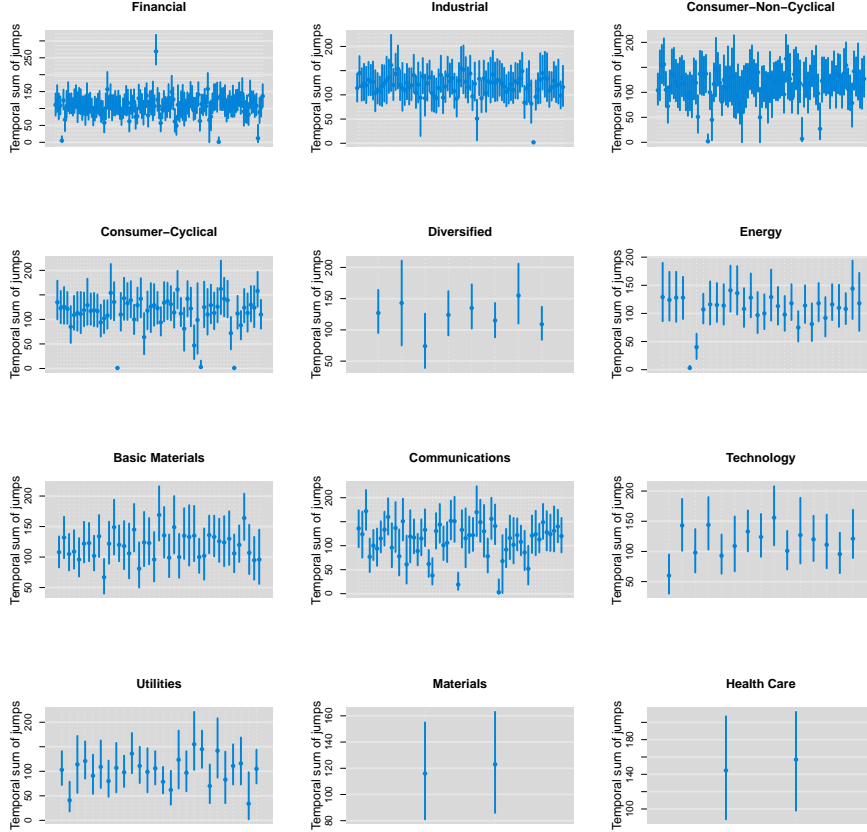 Financial
Temporal sum of jumps
0
50
150
250
Industrial
Temporal sum of jumps
0
50
100
150
200
Consumer−Non−Cyclical
Temporal sum of jumps
0
50
100
150
200
Consumer−Cyclical
Temporal sum of jumps
0
50
100
150
200
Diversified
Temporal sum of jumps
50
100
150
200
Energy
Temporal sum of jumps
0
50
100
150
200
Basic Materials
Temporal sum of jumps
50
100
150
200
Communications
Temporal sum of jumps
0
50
100
150
200
Technology
Temporal sum of jumps
50
100
150
200
Utilities
Temporal sum of jumps
0
50
100
150
200
Materials
Temporal sum of jumps
80
100
120
140
160
Health Care
Temporal sum of jumps
100
140
180